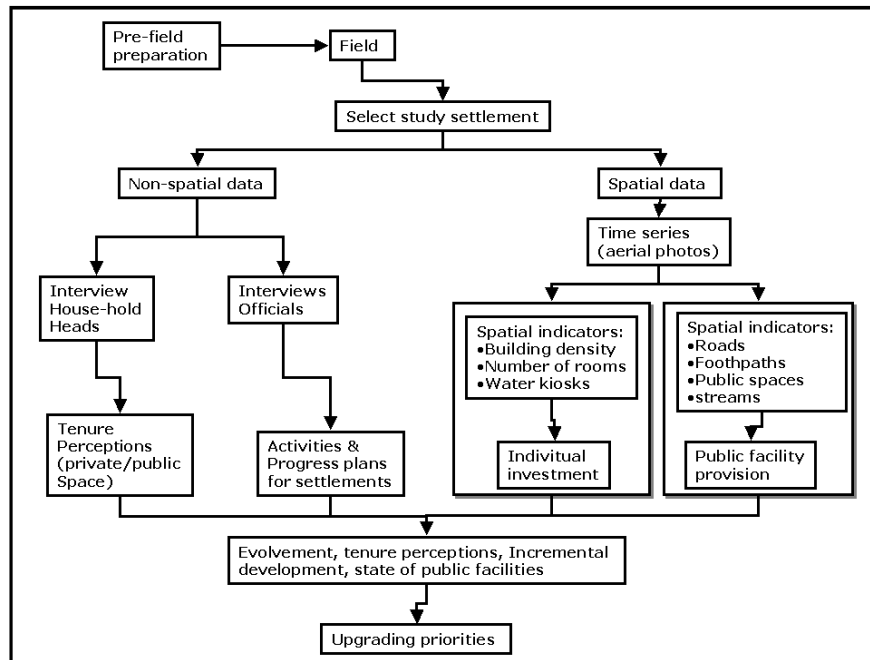 Pre-field
preparation
Field
Select study settlement
Non-spatial data
Spatial data
Time series
(aerial photos)
Interview
House-hold
Heads
Interviews
Officials
Spatial indicators:
•Building density
•Number of rooms
•Water kiosks
Spatial indicators:
•Roads
•Footpaths
•Public spaces
•streams
Tenure
Perceptions
(private/public
Space)
Activities &
Progress plans
for settlements
Indivitual
investment
Public facility
provision
Evolvement, tenure perceptions, Incremental
development, state of public facilities
Upgrading priorities